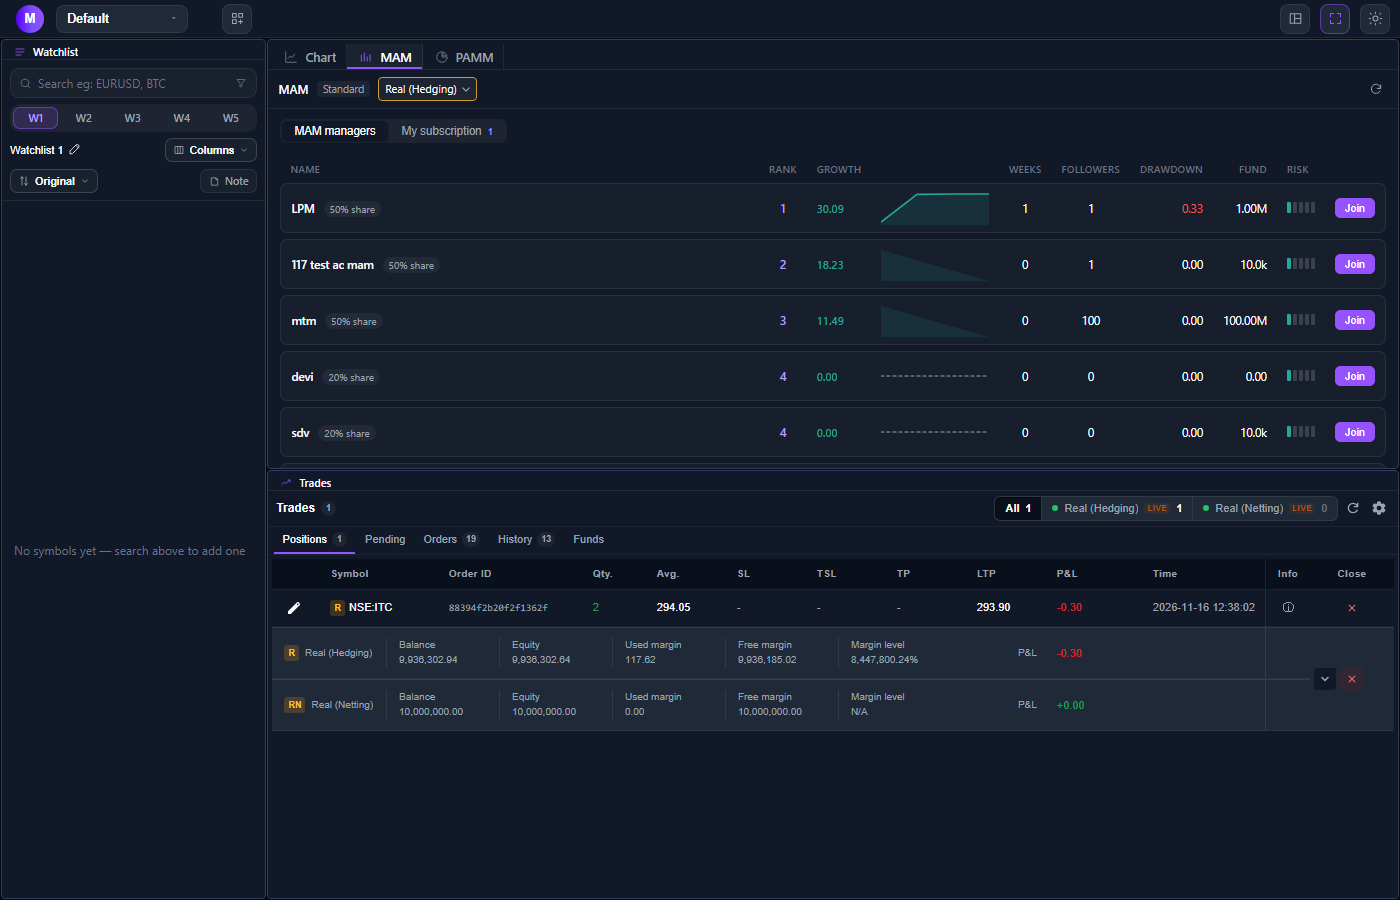 M Default
Watchlist
Search eg: EURUSD, BTC
W1 W2 W3 W4 W5
Watchlist 1 Columns
Original Note
No symbols yet — search above to add one
Chart MAM PAMM
MAM Standard Real (Hedging)
MAM managers My subscription 1
NAME RANK GROWTH WEEKS FOLLOWERS DRAWDOWN FUND RISK
LPM 50% share 1 30.09 1 1 0.33 1.00M Join
117 test ac mam 50% share 2 18.23 0 1 0.00 10.0k Join
mtm 50% share 3 11.49 0 100 0.00 100.00M Join
devi 20% share 4 0.00 0 0 0.00 0.00 Join
sdv 20% share 4 0.00 0 0 0.00 10.0k Join
Trades
Trades 1 All 1 Real (Hedging) LIVE 1 Real (Netting) LIVE 0
Positions 1 Pending Orders 19 History 13 Funds
Symbol Order ID Qty. Avg. SL TSL TP LTP P&L Time Info Close
R NSE:ITC 88394f2b20f2f1362f 2 294.05 - - - 293.90 -0.30 2026-11-16 12:38:02
Balance Equity Used margin Free margin Margin level
R Real (Hedging) 9,936,302.94 9,936,302.64 117.62 9,936,185.02 8,447,800.24% P&L -0.30
Balance Equity Used margin Free margin Margin level
RN Real (Netting) 10,000,000.00 10,000,000.00 0.00 10,000,000.00 N/A P&L +0.00